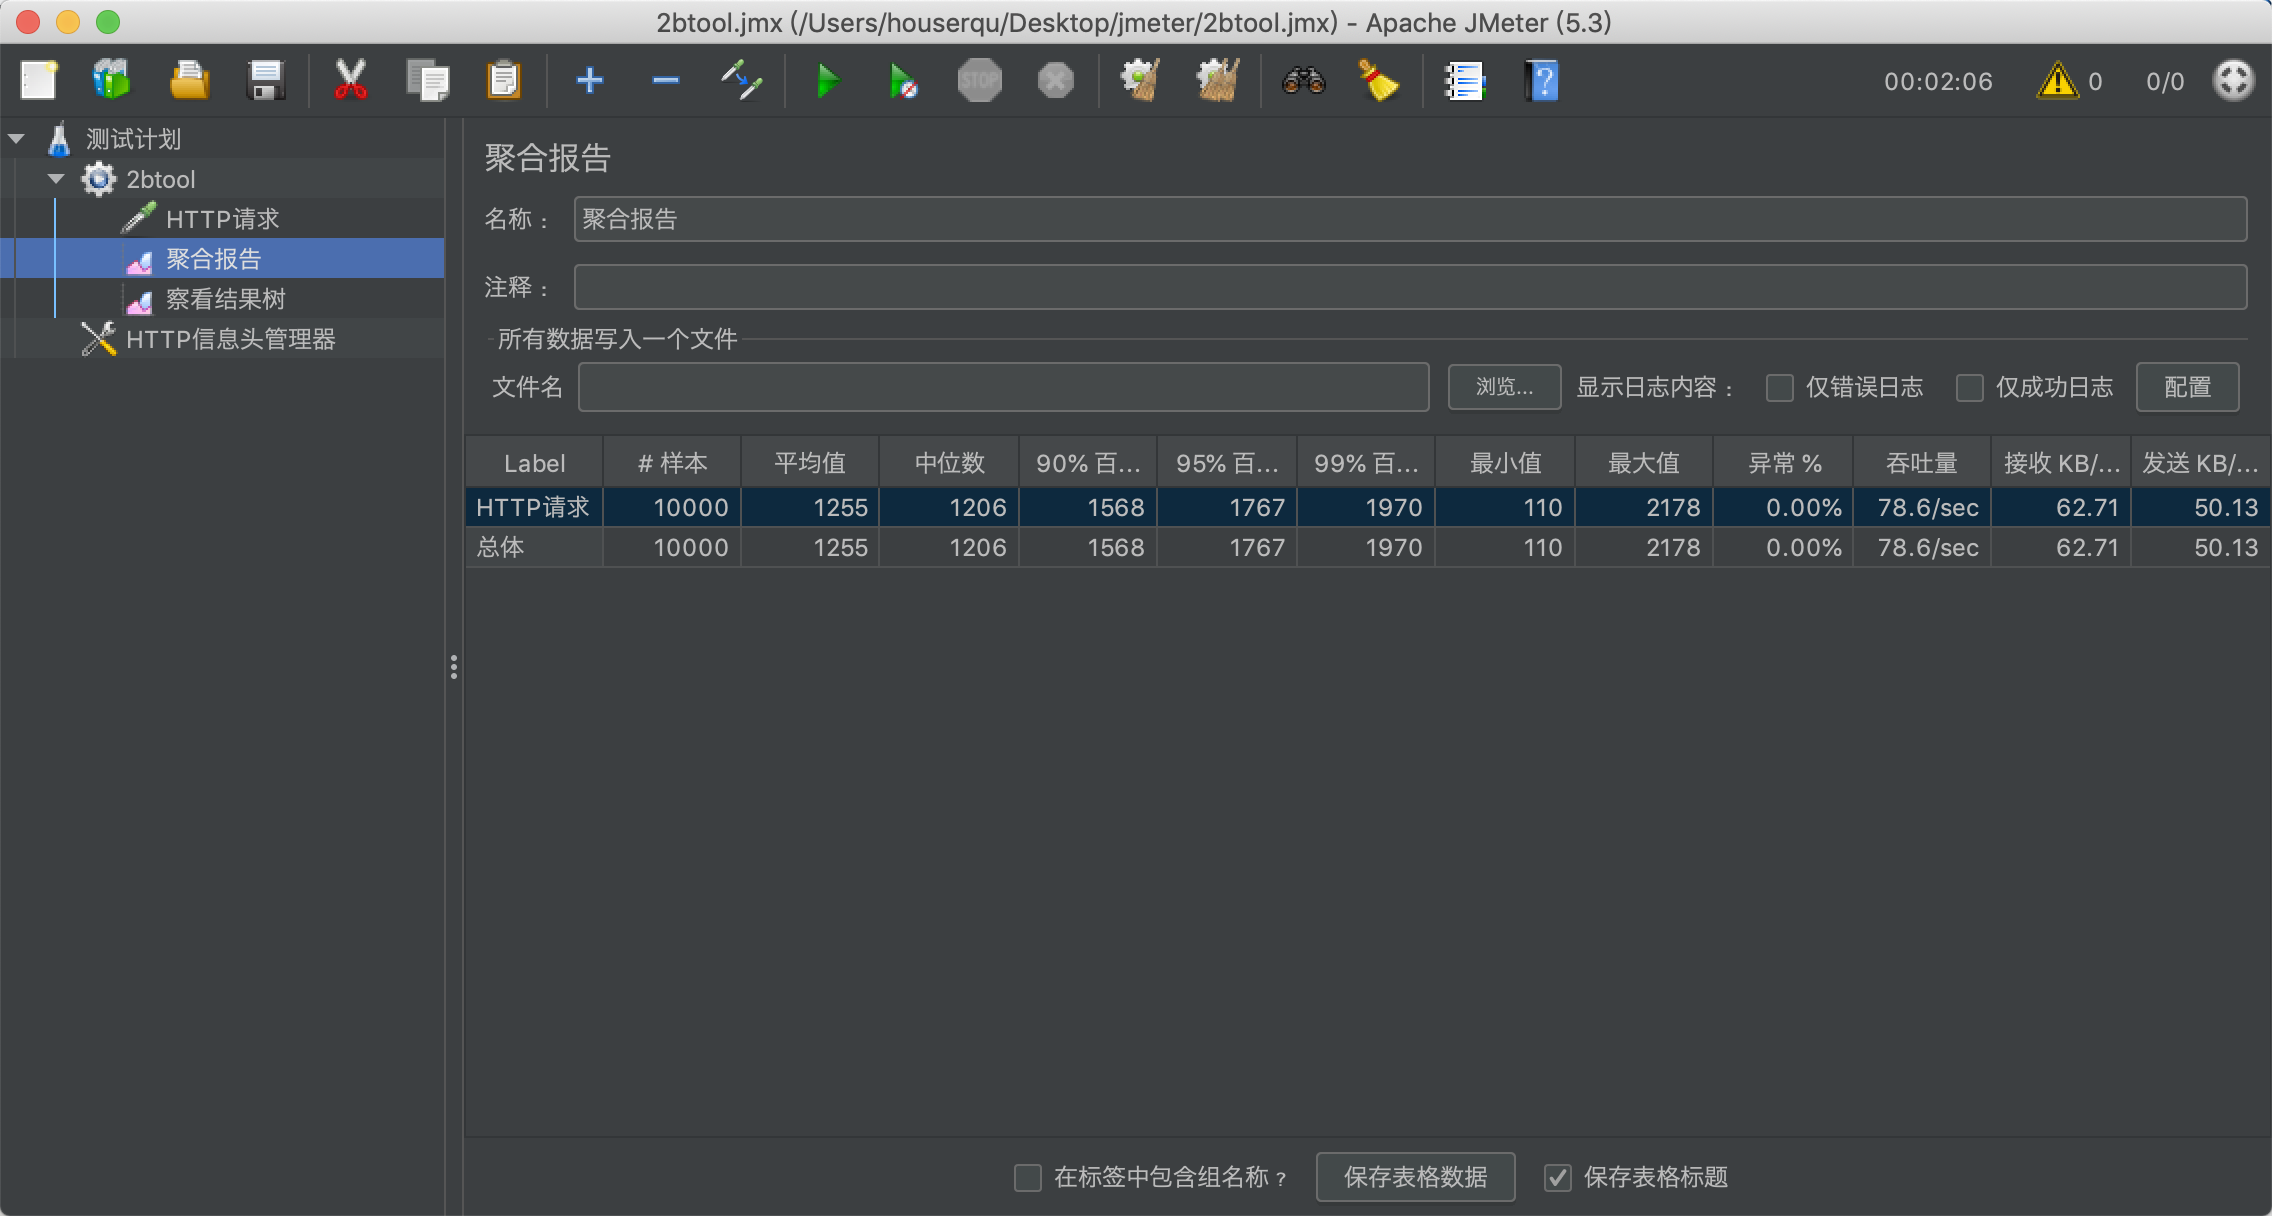 2btool.jmx (/Users/houserqu/Desktop/jmeter/2btool.jmx) - Apache JMeter (5.3)
STOP
00:02:06 0 0/0
测试计划
2btool
HTTP请求
聚合报告
察看结果树
HTTP信息头管理器
聚合报告
名称： 聚合报告
注释：
所有数据写入一个文件
文件名 浏览... 显示日志内容： 仅错误日志 仅成功日志 配置
Label # 样本 平均值 中位数 90% 百... 95% 百... 99% 百... 最小值 最大值 异常 % 吞吐量 接收 KB/... 发送 KB/...
HTTP请求 10000 1255 1206 1568 1767 1970 110 2178 0.00% 78.6/sec 62.71 50.13
总体 10000 1255 1206 1568 1767 1970 110 2178 0.00% 78.6/sec 62.71 50.13
在标签中包含组名称？ 保存表格数据 保存表格标题